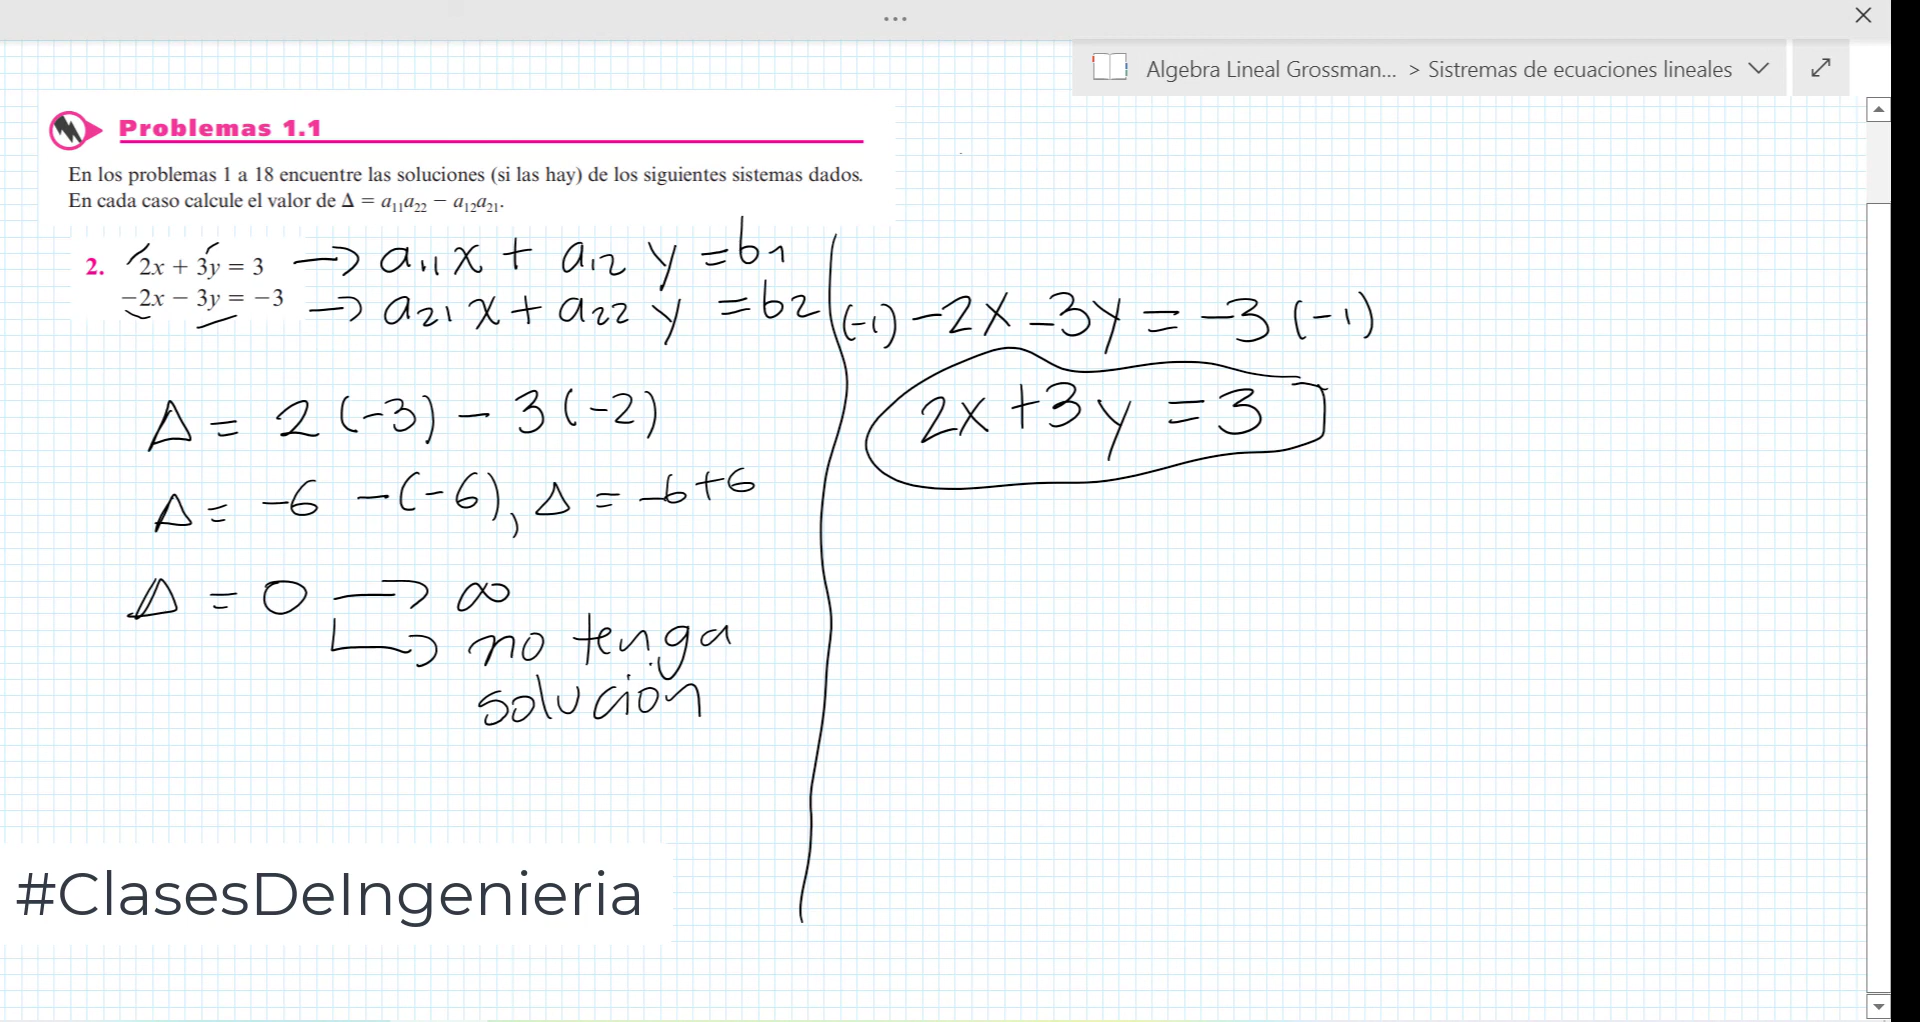 Algebra Lineal Grossman... > Sistremas de ecuaciones lineales
Problemas 1.1
En los problemas 1 a 18 encuentre las soluciones (si las hay) de los siguientes sistemas dados.
En cada caso calcule el valor de Δ = a₁₁a₂₂ − a₁₂a₂₁.
2. 2x + 3y = 3 → a₁₁x + a₁₂y = b1
−2x − 3y = −3 → a₂₁x + a₂₂y = b2
Δ = 2(-3) - 3(-2)
Δ = -6 -(-6), Δ = -6+6
Δ = 0 → ∞
↳ no tenga
solución
(-1) -2x -3y = -3 (-1)
2x +3y = 3
#ClasesDeIngenieria